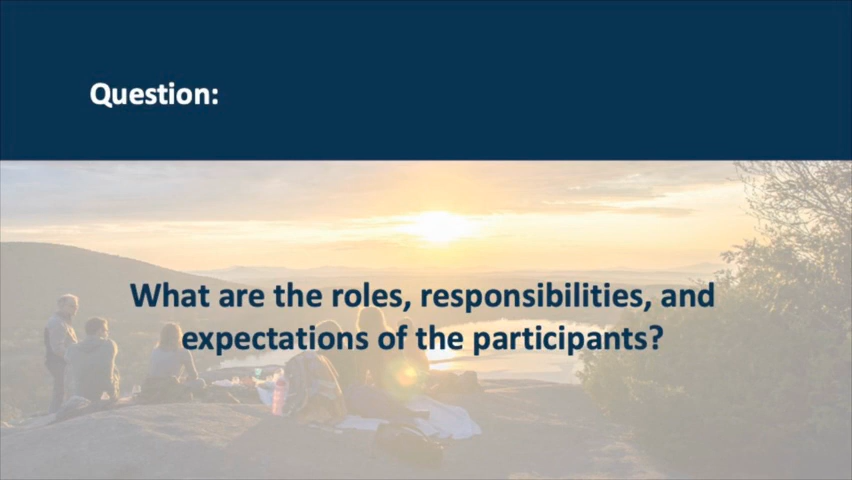 Question:
What are the roles, responsibilities, and
expectations of the participants?